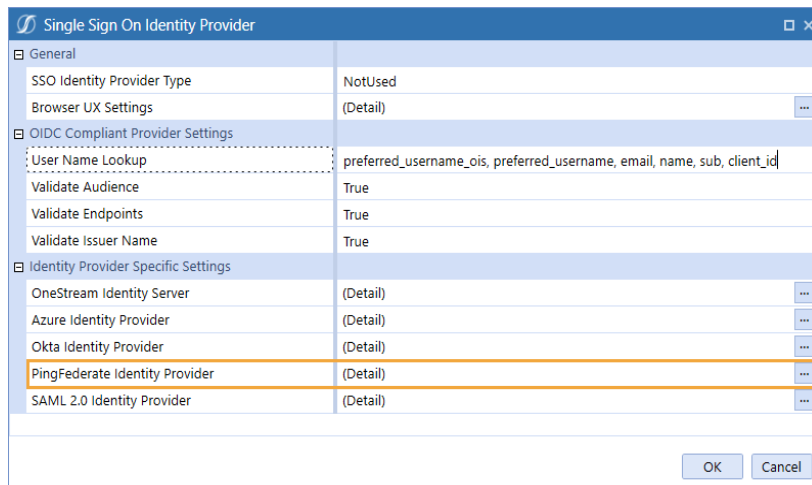 Single Sign On Identity Provider
General
SSO Identity Provider Type NotUsed
Browser UX Settings (Detail) ...
OIDC Compliant Provider Settings
User Name Lookup preferred_username_ois, preferred_username, email, name, sub, client_id
Validate Audience True
Validate Endpoints True
Validate Issuer Name True
Identity Provider Specific Settings
OneStream Identity Server (Detail) ...
Azure Identity Provider (Detail) ...
Okta Identity Provider (Detail) ...
PingFederate Identity Provider (Detail) ...
SAML 2.0 Identity Provider (Detail) ...
OK Cancel